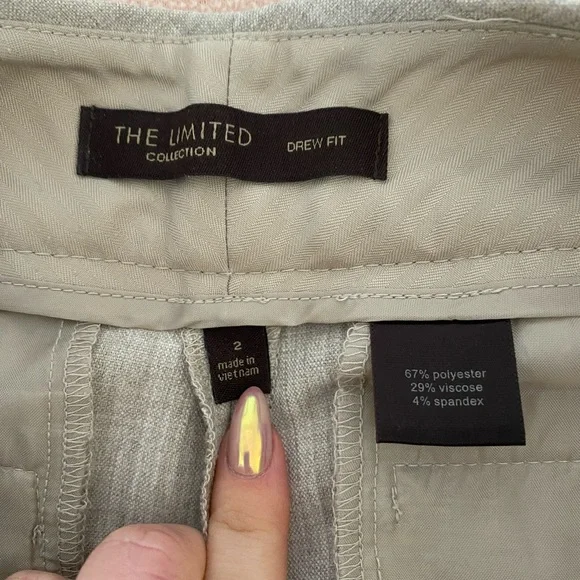 THE LIMITED
COLLECTION
DREW FIT
2
made in
vietnam
67% polyester
29% viscose
4% spandex